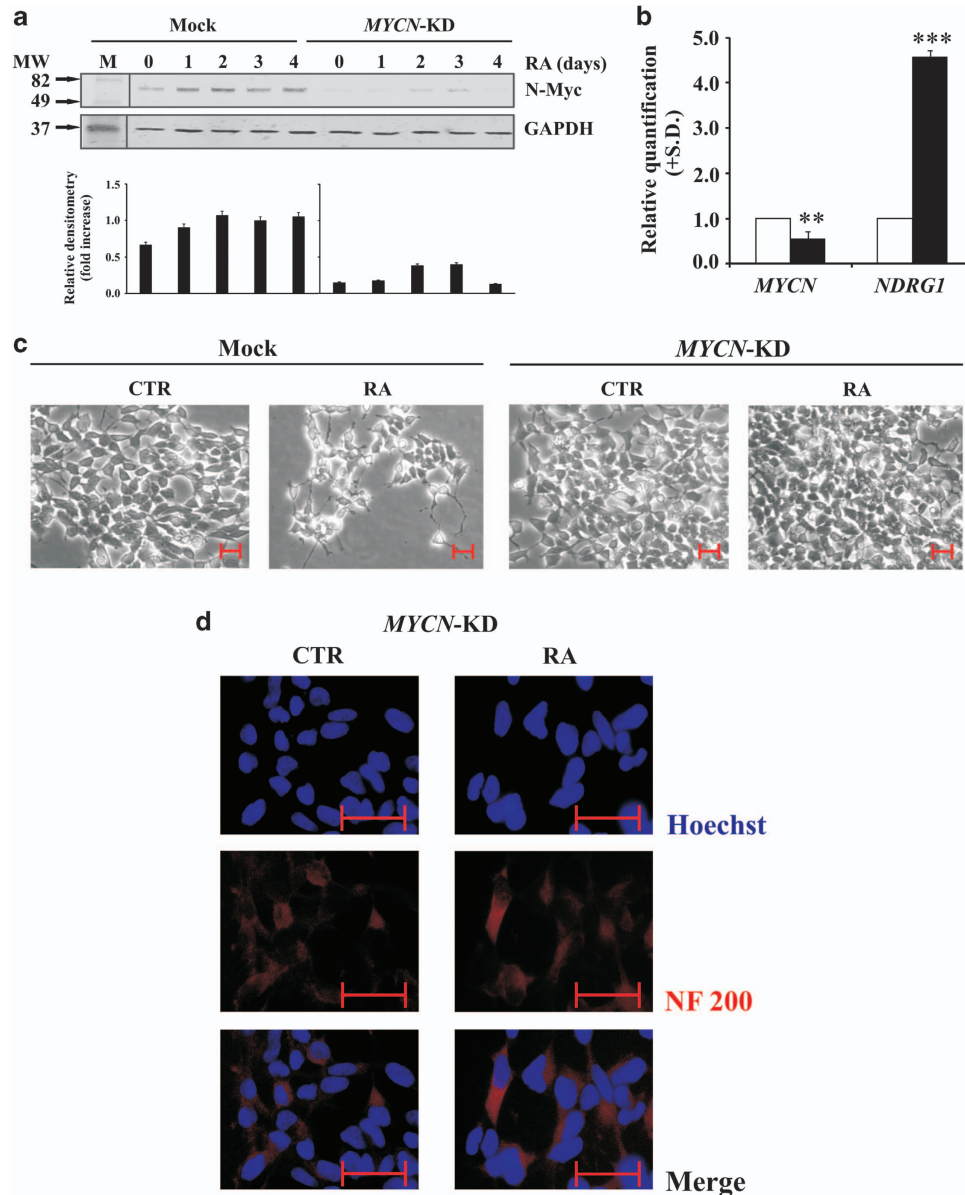 a
Mock MYCN-KD
MW M 0 1 2 3 4 0 1 2 3 4 RA (days)
82
49
N-Myc
37
GAPDH
Relative densitometry
(fold increase)
1.5
1.0
0.5
0.0
b
Relative quantification
(+S.D.)
5.0
4.0
3.0
2.0
1.0
0.0
**
***
MYCN NDRG1
c
Mock MYCN-KD
CTR RA CTR RA
d
MYCN-KD
CTR RA
Hoechst
NF 200
Merge